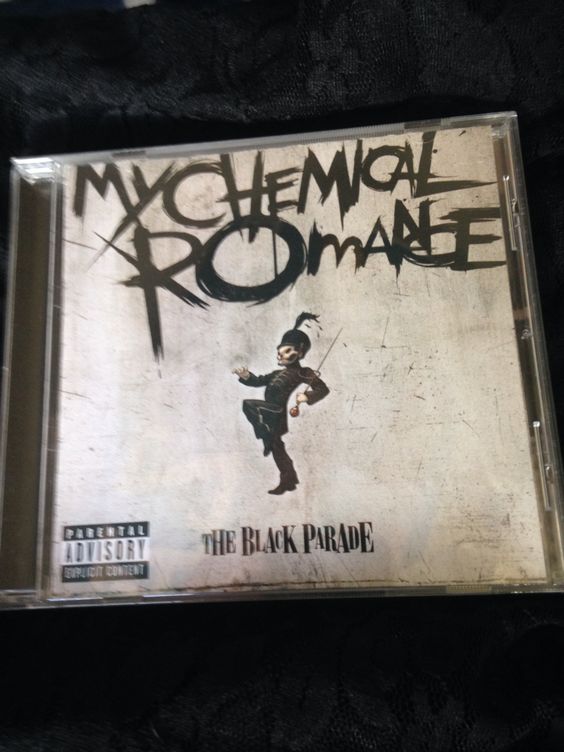 MY CHEMICAL
ROMANCE
THE BLACK PARADE
PARENTAL
ADVISORY
EXPLICIT CONTENT